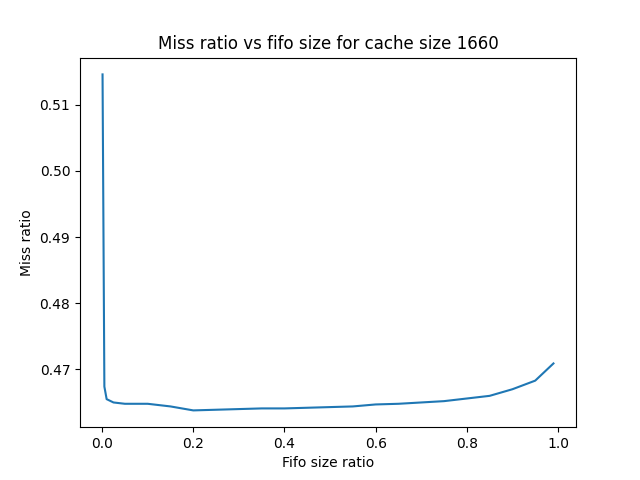 Miss ratio vs fifo size for cache size 1660
0.51
0.50
0.49
0.48
0.47
Miss ratio
0.0 0.2 0.4 0.6 0.8 1.0
Fifo size ratio